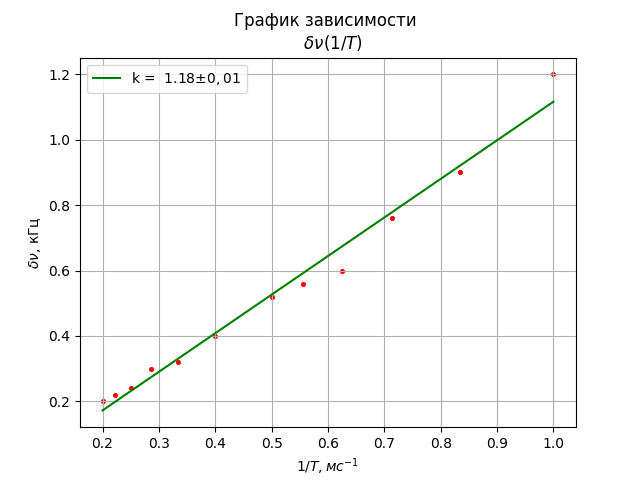 График зависимости
δν(1/T)
k = 1.18±0, 01
1.2
1.0
0.8
0.6
0.4
0.2
δν, кГц
0.2 0.3 0.4 0.5 0.6 0.7 0.8 0.9 1.0
1/T, мс⁻¹